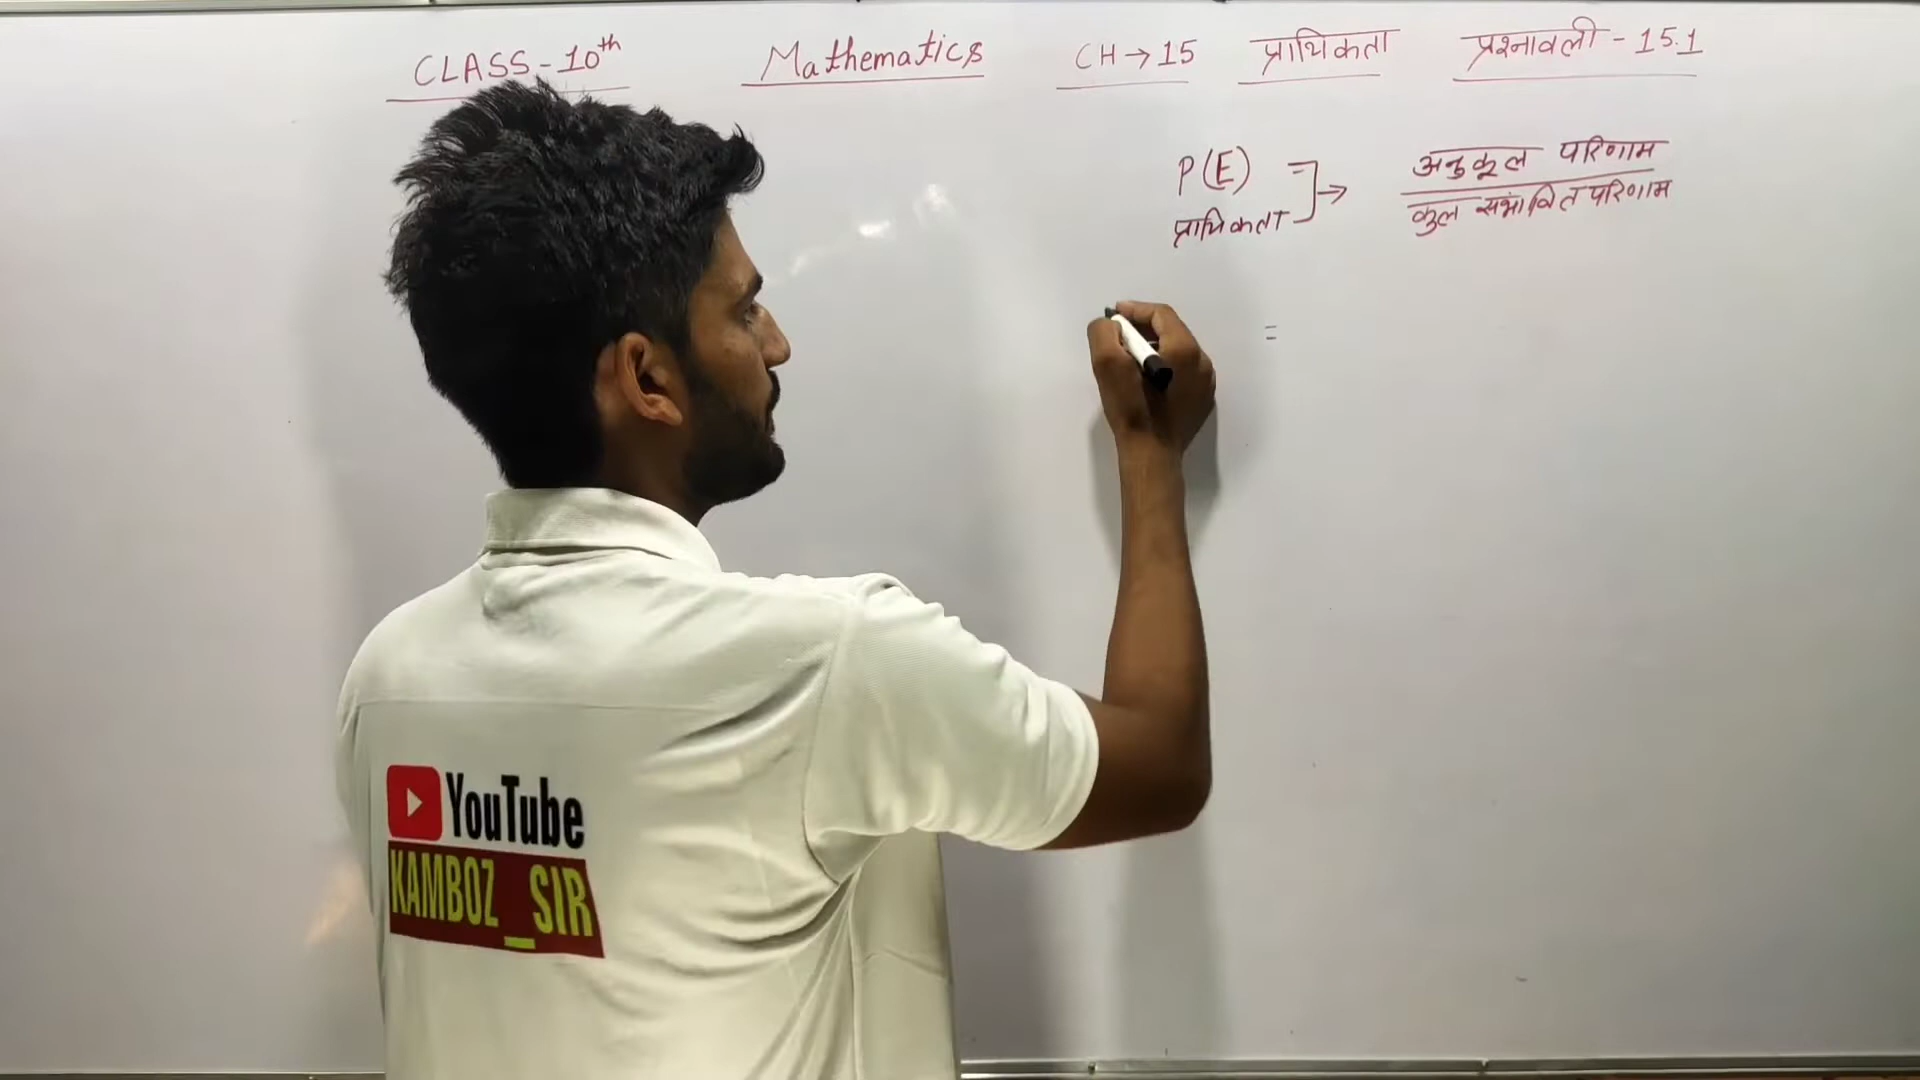 CLASS-10th Mathematics CH→15 प्रायिकता प्रश्नावली-15.1
P(E) अनुकूल परिणाम
प्रायिकता → कुल संभावित परिणाम
=
YouTube
KAMBOZ_SIR